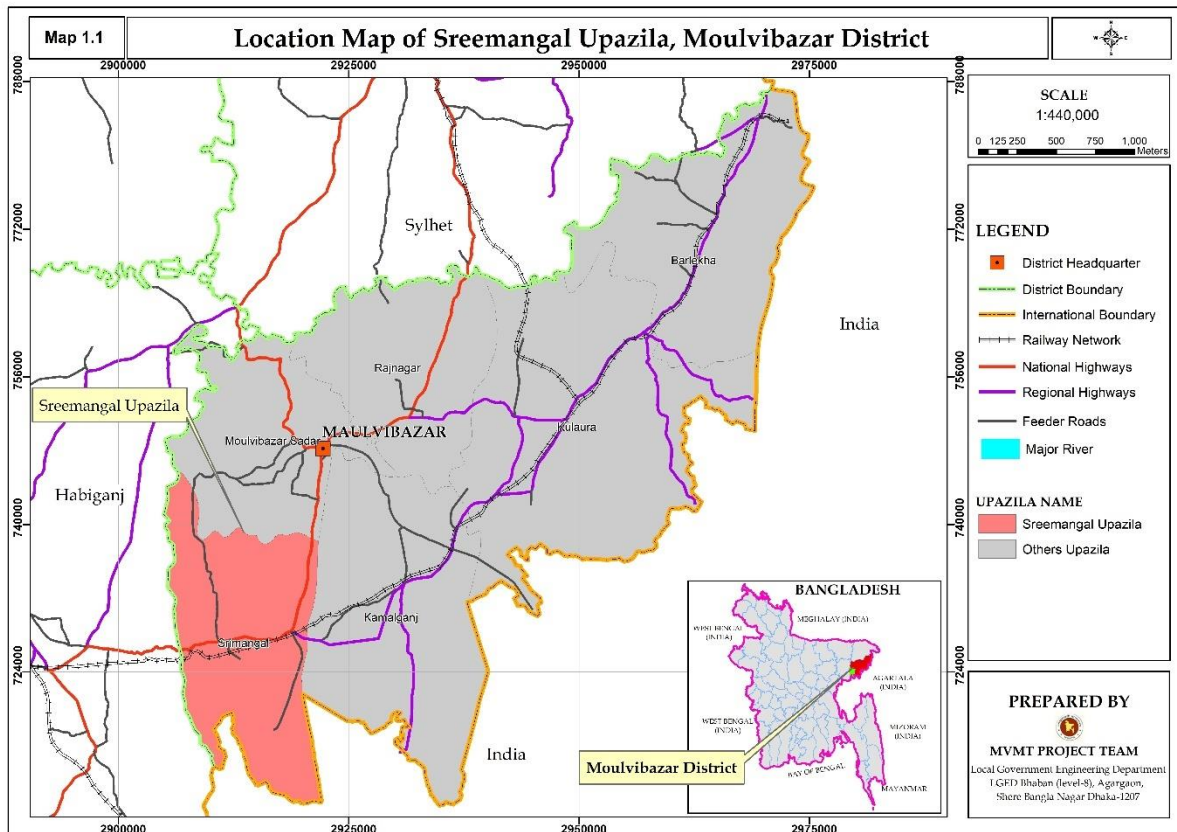 Map 1.1
Location Map of Sreemangal Upazila, Moulvibazar District
2900000
2925000
2950000
2975000
788000
772000
756000
740000
724000
788000
772000
756000
740000
724000
2900000
2925000
2950000
2975000
Sylhet
Barlekha
India
Rajnagar
Sreemangal Upazila
MAULVIBAZAR
Moulvibazar Sadar
Kulaura
Habiganj
Kamalganj
Srimangal
India
BANGLADESH
MEGHALAY (INDIA)
WEST BENGAL
(INDIA)
AGARTALA
(INDIA)
WEST BENGAL
(INDIA)
MIZORAM
(INDIA)
BAY OF BENGAL
MAYANMAR
Moulvibazar District
N
W
E
S
SCALE
1:440,000
0 125 250 500 750 1,000
Meters
LEGEND
District Headquarter
District Boundary
International Boundary
Railway Network
National Highways
Regional Highways
Feeder Roads
Major River
UPAZILA NAME
Sreemangal Upazila
Others Upazila
PREPARED BY
MVMT PROJECT TEAM
Local Government Engineering Department
LGED Bhaban (level-8), Agargaon,
Shere Bangla Nagar Dhaka-1207